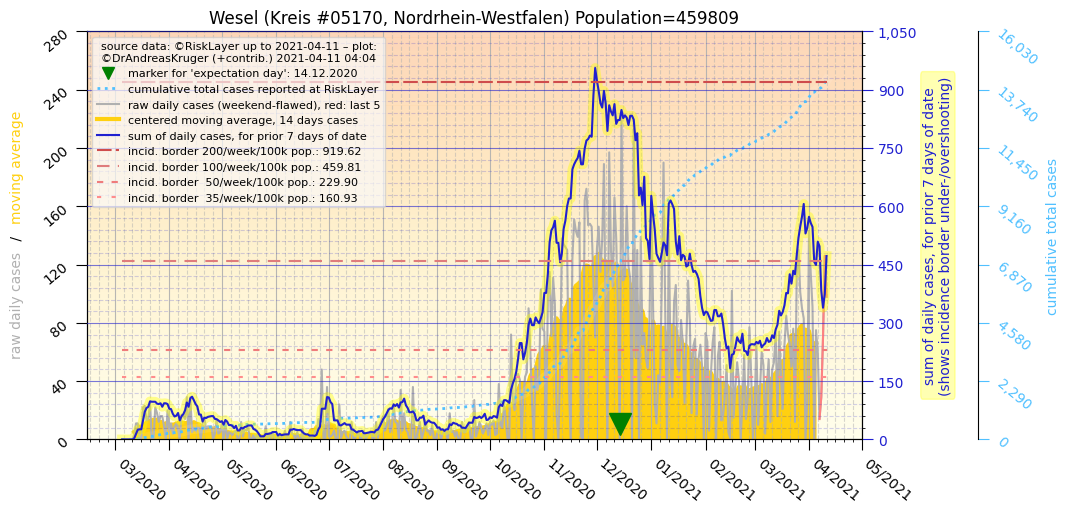 Wesel (Kreis #05170, Nordrhein-Westfalen) Population=459809
source data: ©RiskLayer up to 2021-04-11 – plot:
©DrAndreasKruger (+contrib.) 2021-04-11 04:04
marker for 'expectation day': 14.12.2020
cumulative total cases reported at RiskLayer
raw daily cases (weekend-flawed), red: last 5
centered moving average, 14 days cases
sum of daily cases, for prior 7 days of date
incid. border 200/week/100k pop.: 919.62
incid. border 100/week/100k pop.: 459.81
incid. border  50/week/100k pop.: 229.90
incid. border  35/week/100k pop.: 160.93
raw daily cases / moving average
280
240
200
160
120
80
40
0
03/2020
04/2020
05/2020
06/2020
07/2020
08/2020
09/2020
10/2020
11/2020
12/2020
01/2021
02/2021
03/2021
04/2021
05/2021
1,050
900
750
600
450
300
150
0
sum of daily cases, for prior 7 days of date
(shows incidence border under-/overshooting)
16,030
13,740
11,450
9,160
6,870
4,580
2,290
0
cumulative total cases